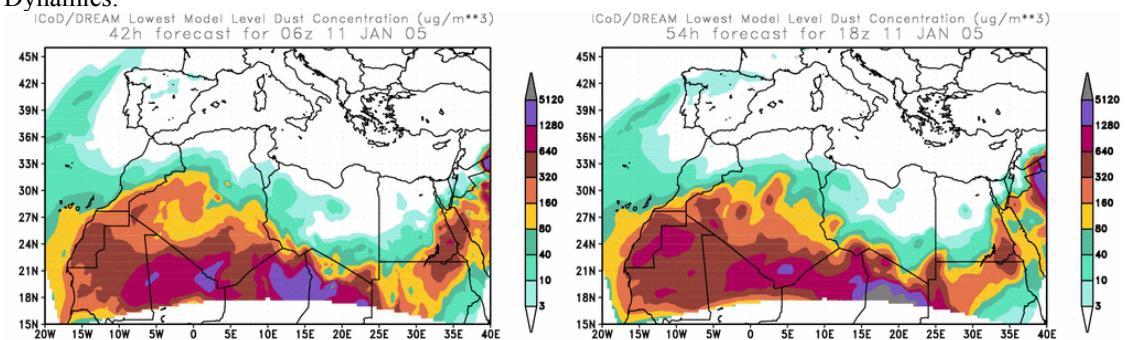 Dynamics:
ICoD/DREAM Lowest Model Level Dust Concentration (ug/m**3)
42h forecast for 06z 11 JAN 05
45N
42N
39N
36N
33N
30N
27N
24N
21N
18N
15N
20W 15W 10W 5W 0 5E 10E 15E 20E 25E 30E 35E 40E
5120
1280
640
320
160
80
40
10
3
ICoD/DREAM Lowest Model Level Dust Concentration (ug/m**3)
54h forecast for 18z 11 JAN 05
45N
42N
39N
36N
33N
30N
27N
24N
21N
18N
15N
20W 15W 10W 5W 0 5E 10E 15E 20E 25E 30E 35E 40E
5120
1280
640
320
160
80
40
10
3